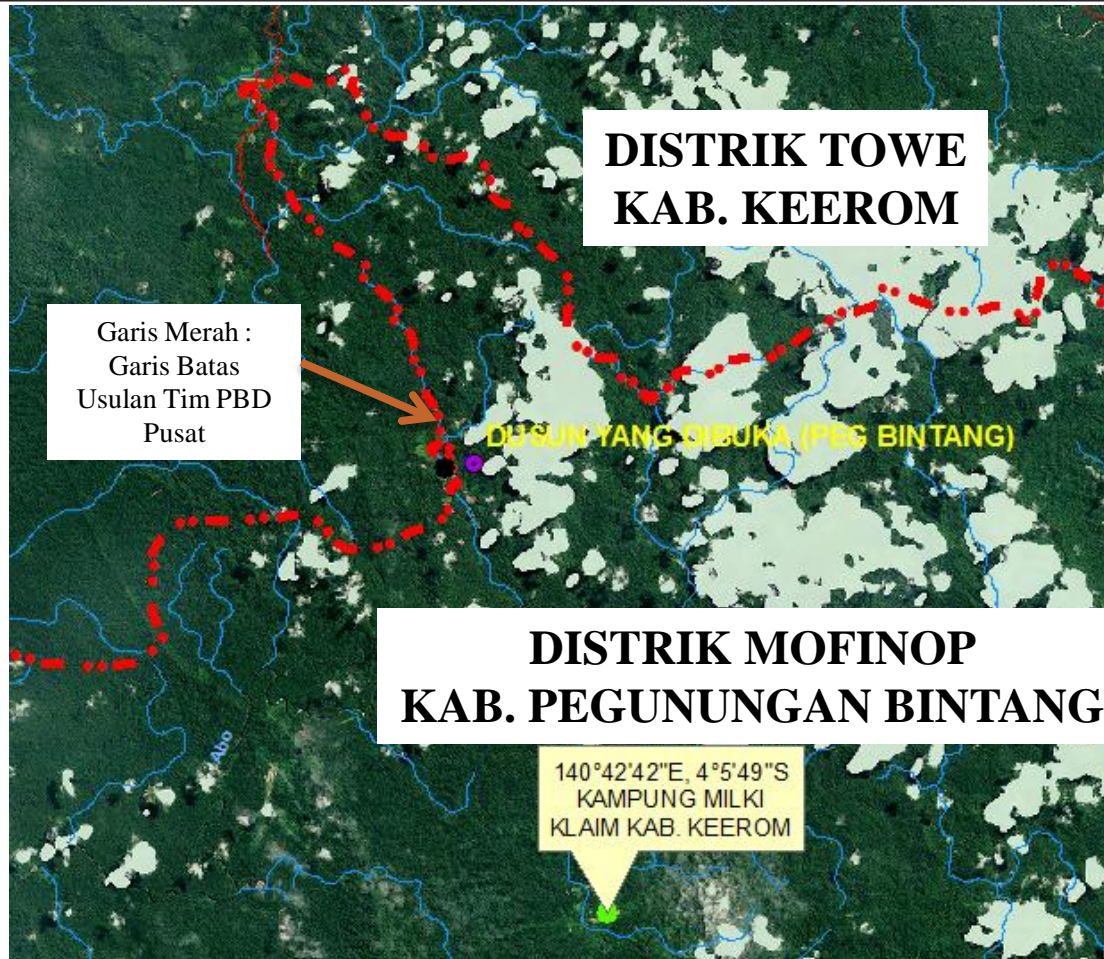 DISTRIK TOWE
KAB. KEEROM
Garis Merah :
Garis Batas
Usulan Tim PBD
Pusat
DUSUN YANG DIBUKA (PEG BINTANG)
DISTRIK MOFINOP
KAB. PEGUNUNGAN BINTANG
Abo
140°42'42"E, 4°5'49"S
KAMPUNG MILKI
KLAIM KAB. KEEROM